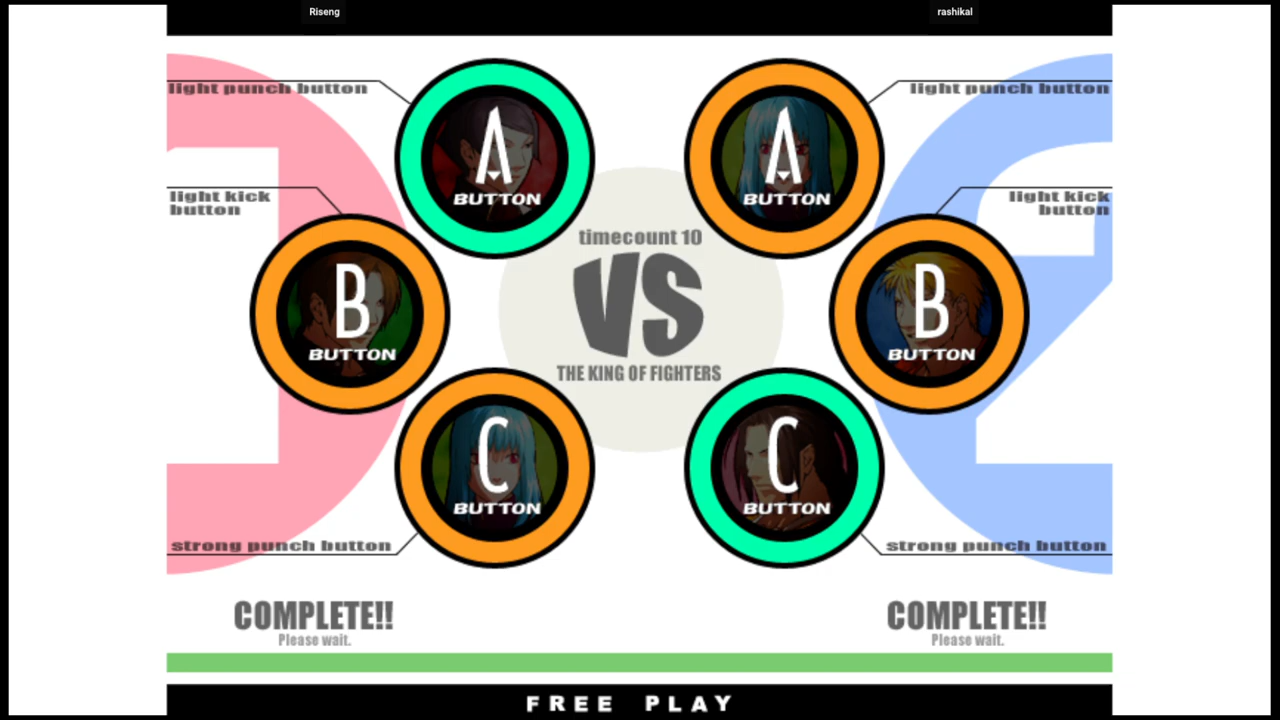 Riseng
rashikal
light punch button
light punch button
A
BUTTON
A
BUTTON
light kick
button
light kick
button
timecount 10
VS
THE KING OF FIGHTERS
B
BUTTON
B
BUTTON
C
BUTTON
C
BUTTON
strong punch button
strong punch button
COMPLETE!!
Please wait.
COMPLETE!!
Please wait.
FREE PLAY